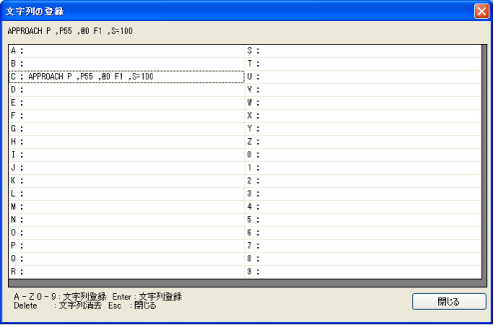 文字列の登録
APPROACH P ,P55 ,@0 F1 ,S=100
A :
B :
C : APPROACH P ,P55 ,@0 F1 ,S=100
D :
E :
F :
G :
H :
I :
J :
K :
L :
M :
N :
O :
P :
Q :
R :
S :
T :
U :
V :
W :
X :
Y :
Z :
0 :
1 :
2 :
3 :
4 :
5 :
6 :
7 :
8 :
9 :
A - Z 0 - 9 : 文字列登録 Enter : 文字列登録
Delete : 文字列消去 Esc : 閉じる
閉じる